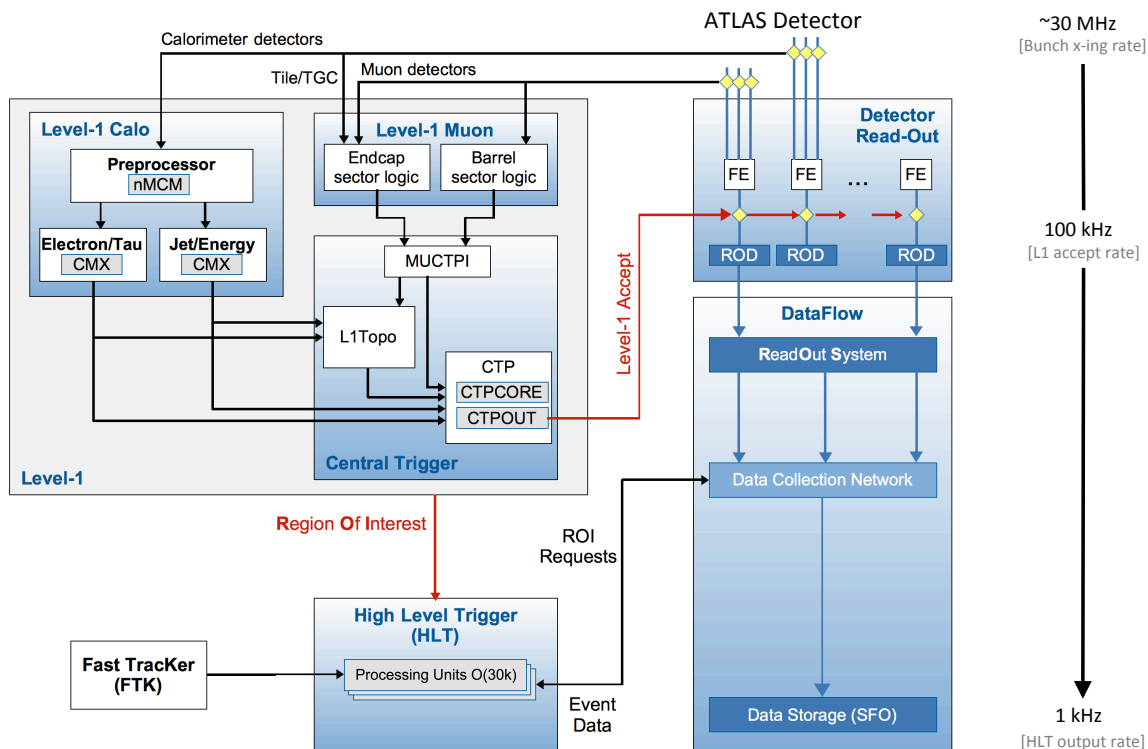 ATLAS Detector
~30 MHz
[Bunch x-ing rate]
Calorimeter detectors
Tile/TGC
Muon detectors
Level-1 Calo
Preprocessor
nMCM
Electron/Tau
CMX
Jet/Energy
CMX
Level-1 Muon
Endcap
sector logic
Barrel
sector logic
MUCTPI
L1Topo
CTP
CTPCORE
CTPOUT
Central Trigger
Level-1
Level-1 Accept
Detector
Read-Out
FE
FE
...
FE
ROD
ROD
ROD
100 kHz
[L1 accept rate]
DataFlow
ReadOut System
Data Collection Network
Data Storage (SFO)
Region Of Interest
ROI
Requests
High Level Trigger
(HLT)
Processing Units O(30k)
Fast TracKer
(FTK)
Event
Data
1 kHz
[HLT output rate]